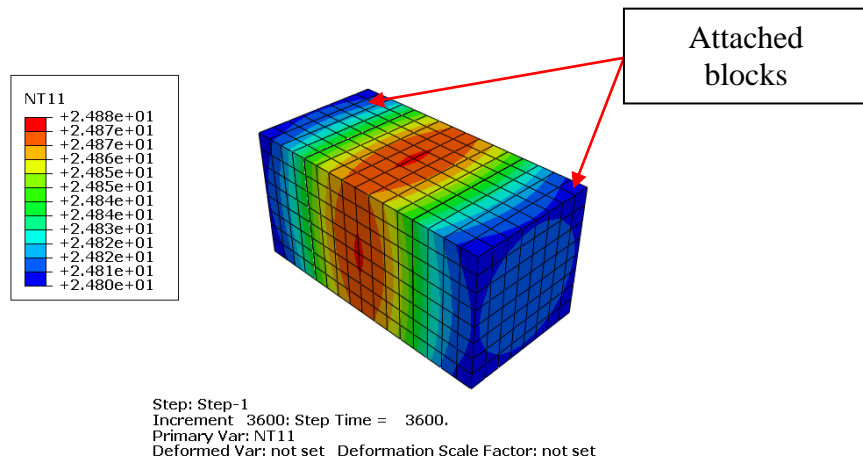 Attached
blocks
NT11
+2.488e+01
+2.487e+01
+2.487e+01
+2.486e+01
+2.485e+01
+2.485e+01
+2.484e+01
+2.484e+01
+2.483e+01
+2.482e+01
+2.482e+01
+2.481e+01
+2.480e+01
Step: Step-1
Increment 3600: Step Time = 3600.
Primary Var: NT11
Deformed Var: not set Deformation Scale Factor: not set